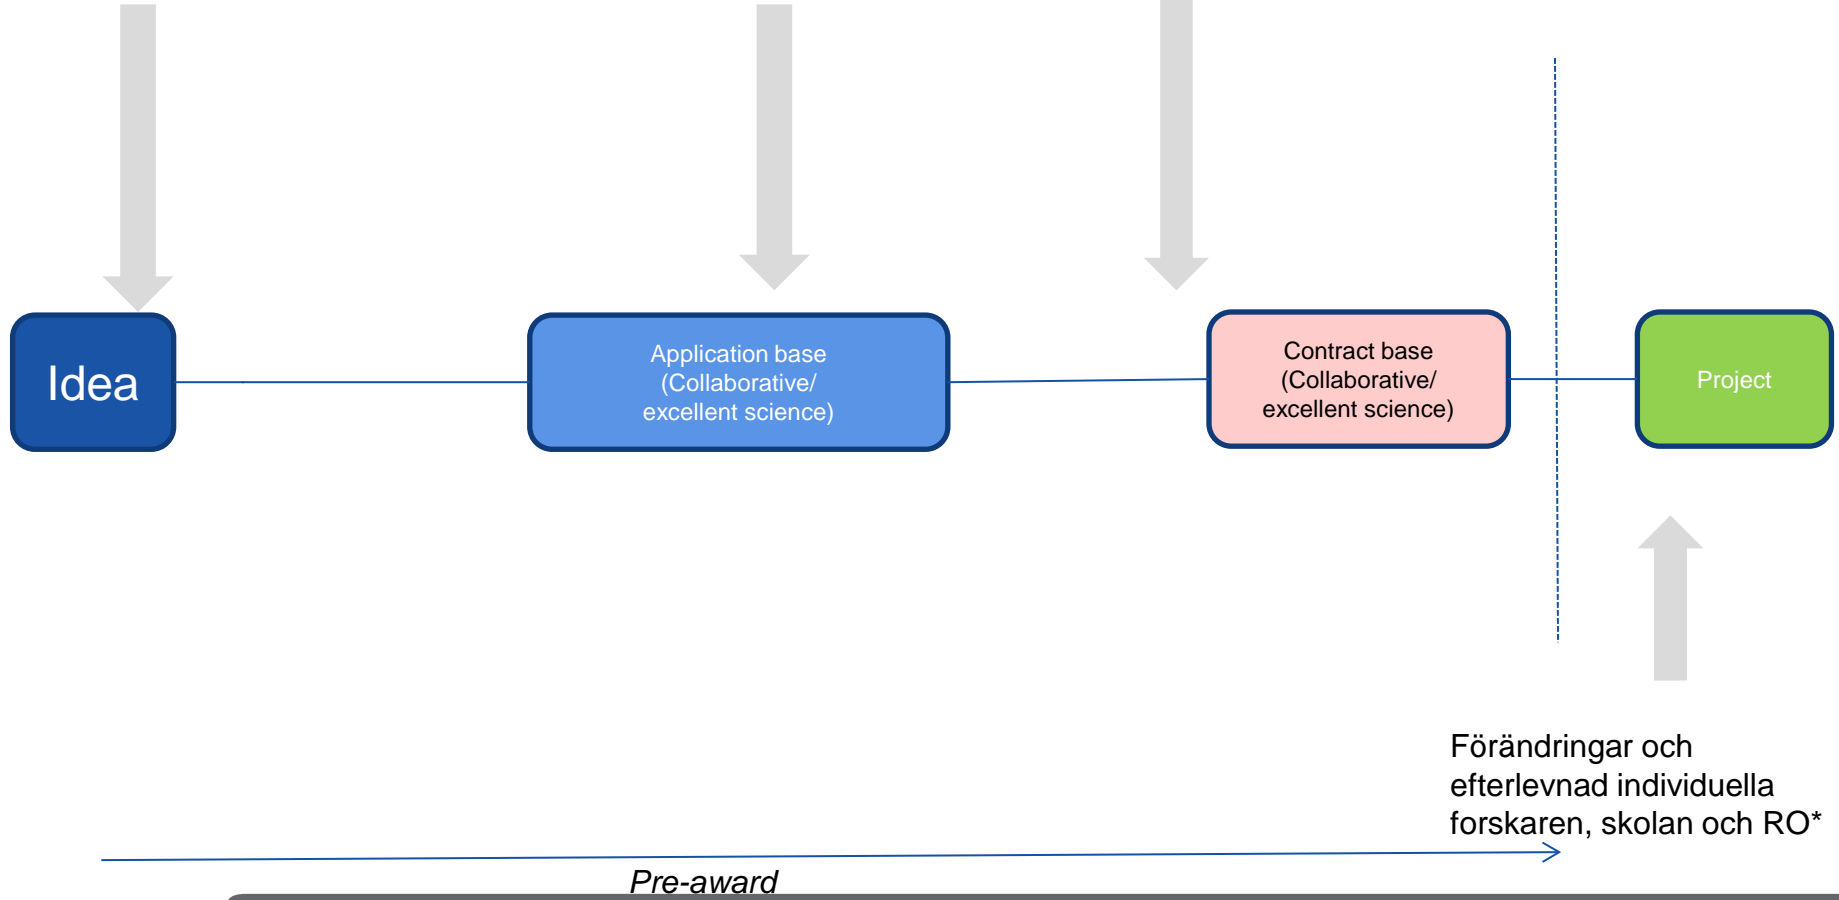 Idea
Application base
(Collaborative/
excellent science)
Contract base
(Collaborative/
excellent science)
Project
Förändringar och
efterlevnad individuella
forskaren, skolan och RO*
Pre-award